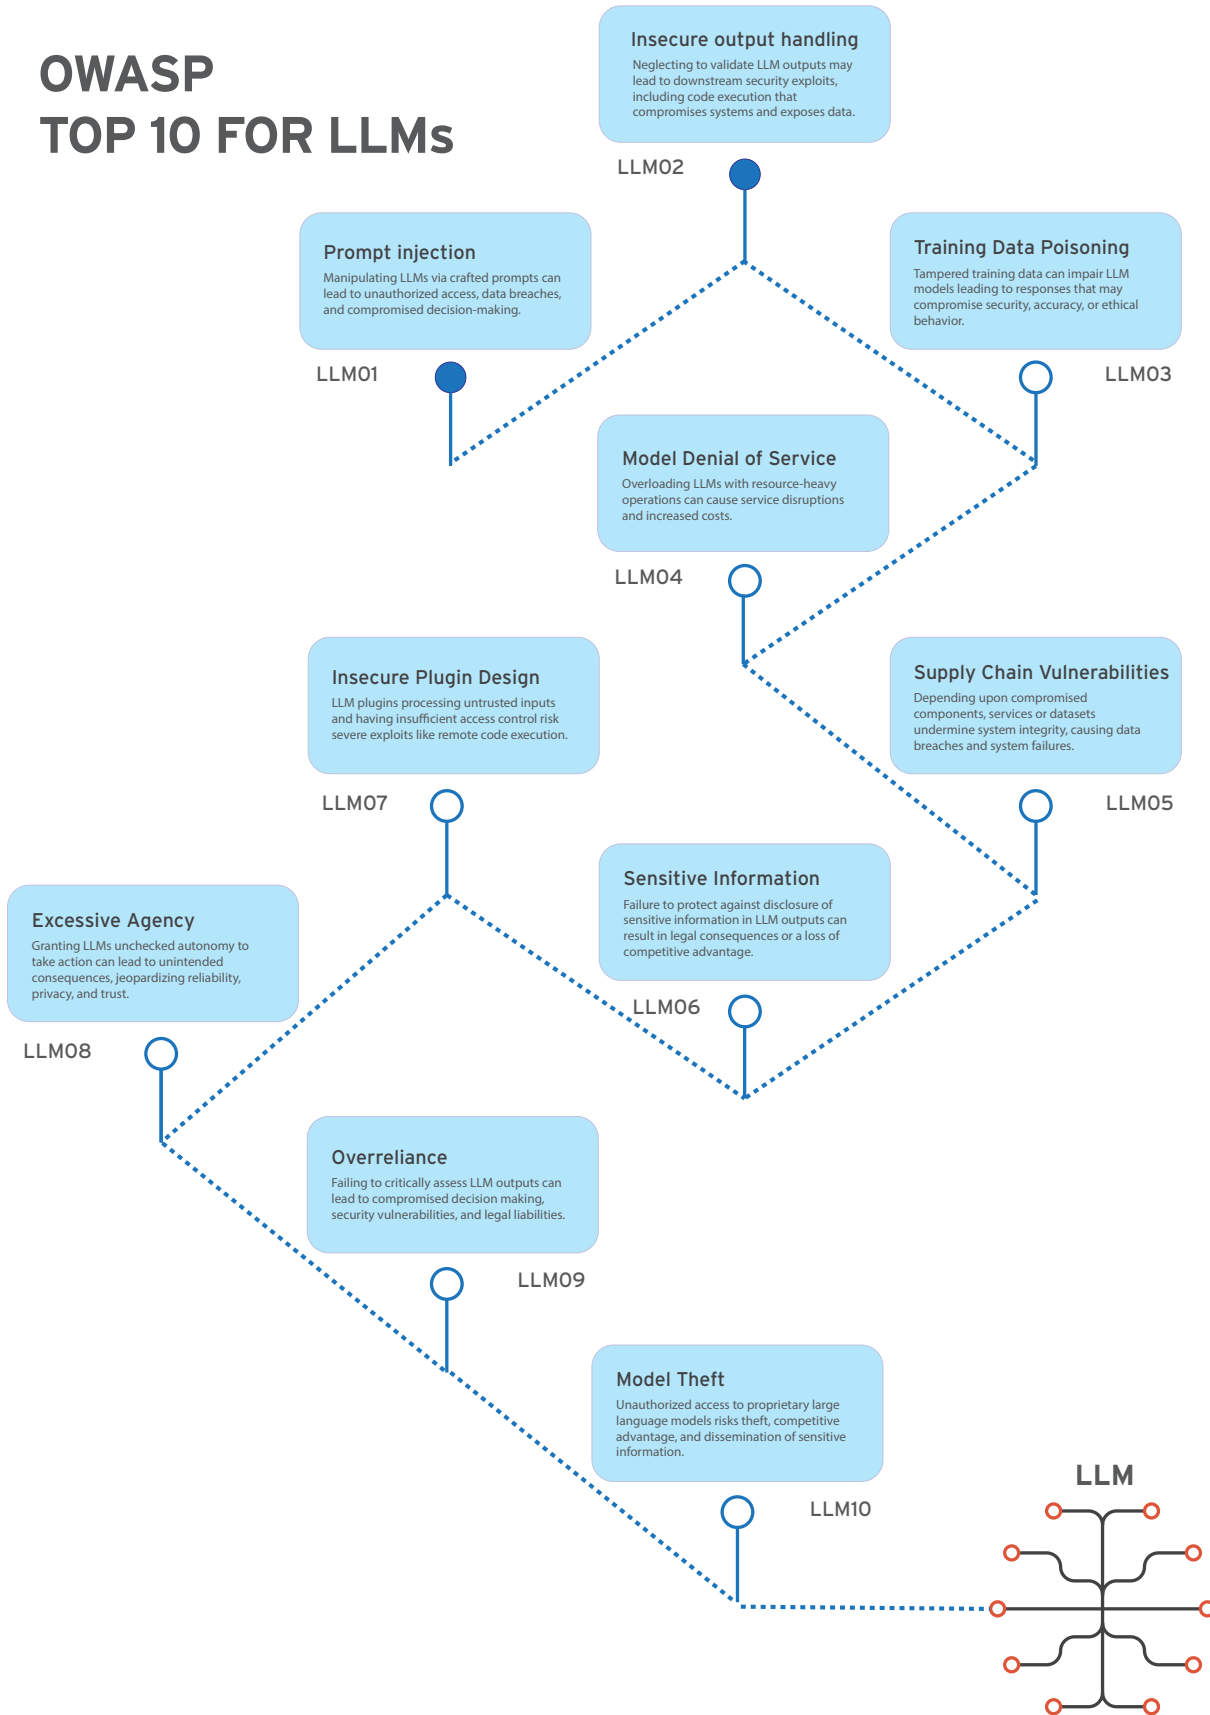 OWASP
TOP 10 FOR LLMs
Insecure output handling
Neglecting to validate LLM outputs may
lead to downstream security exploits,
including code execution that
compromises systems and exposes data.
LLM02
Prompt injection
Manipulating LLMs via crafted prompts can
lead to unauthorized access, data breaches,
and compromised decision-making.
LLM01
Training Data Poisoning
Tampered training data can impair LLM
models leading to responses that may
compromise security, accuracy, or ethical
behavior.
LLM03
Model Denial of Service
Overloading LLMs with resource-heavy
operations can cause service disruptions
and increased costs.
LLM04
Insecure Plugin Design
LLM plugins processing untrusted inputs
and having insufficient access control risk
severe exploits like remote code execution.
LLM07
Supply Chain Vulnerabilities
Depending upon compromised
components, services or datasets
undermine system integrity, causing data
breaches and system failures.
LLM05
Sensitive Information
Failure to protect against disclosure of
sensitive information in LLM outputs can
result in legal consequences or a loss of
competitive advantage.
LLM06
Excessive Agency
Granting LLMs unchecked autonomy to
take action can lead to unintended
consequences, jeopardizing reliability,
privacy, and trust.
LLM08
Overreliance
Failing to critically assess LLM outputs can
lead to compromised decision making,
security vulnerabilities, and legal liabilities.
LLM09
Model Theft
Unauthorized access to proprietary large
language models risks theft, competitive
advantage, and dissemination of sensitive
information.
LLM10
LLM